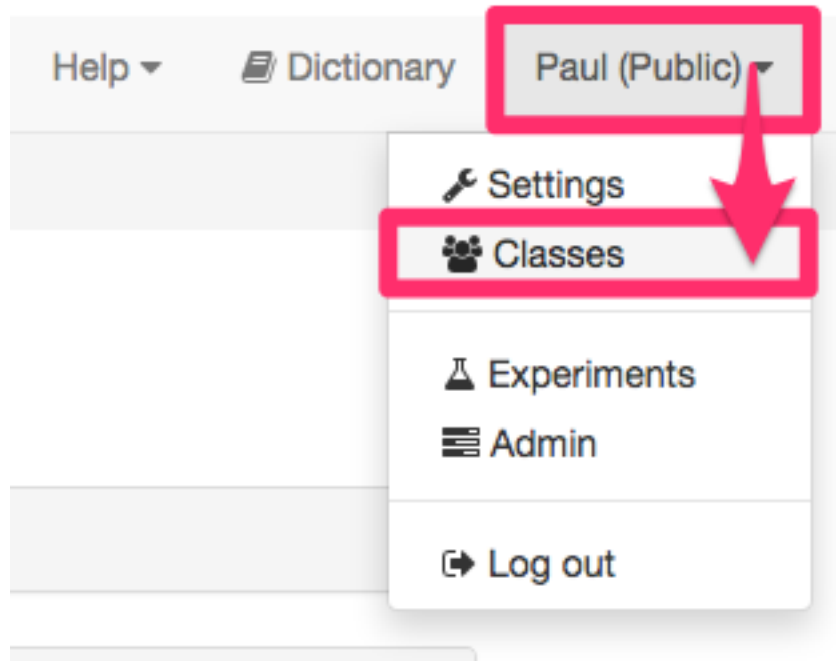 Help Dictionary Paul (Public)
Settings
Classes
Experiments
Admin
Log out